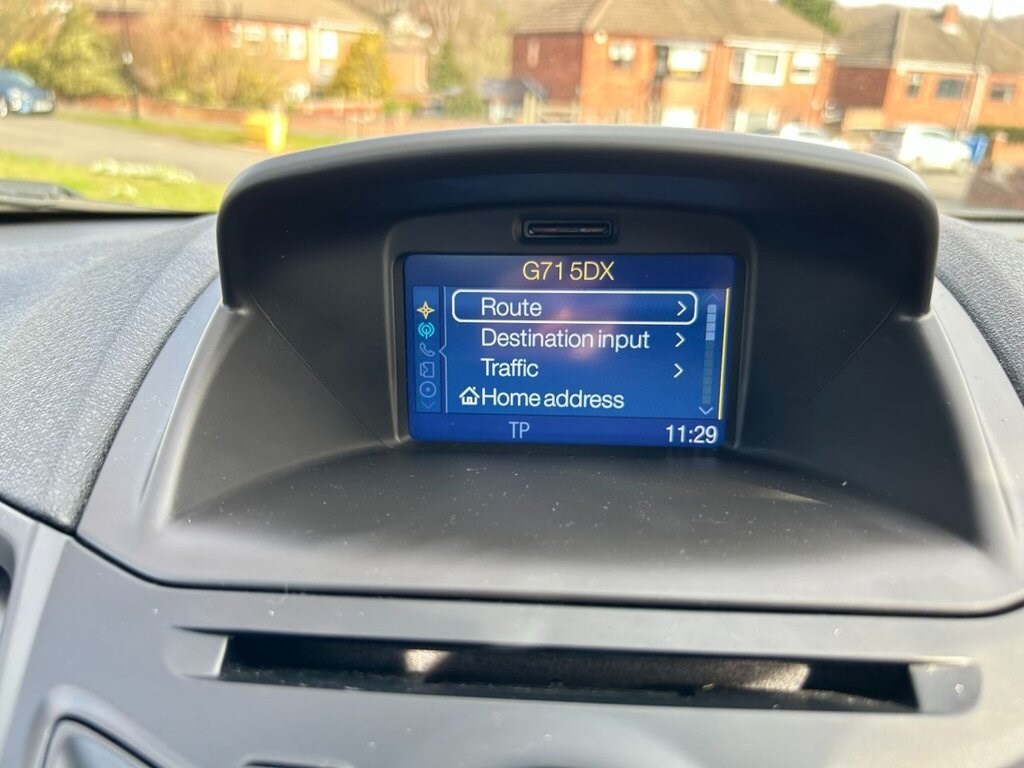 G71 5DX
Route
Destination input
Traffic
Home address
TP 11:29